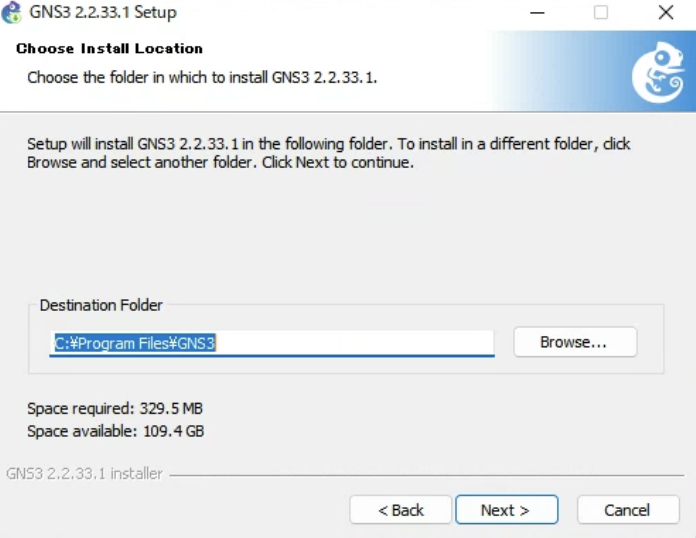 GNS3 2.2.33.1 Setup
Choose Install Location
Choose the folder in which to install GNS3 2.2.33.1.
Setup will install GNS3 2.2.33.1 in the following folder. To install in a different folder, click
Browse and select another folder. Click Next to continue.
Destination Folder
C:¥Program Files¥GNS3
Browse...
Space required: 329.5 MB
Space available: 109.4 GB
GNS3 2.2.33.1 installer
< Back
Next >
Cancel